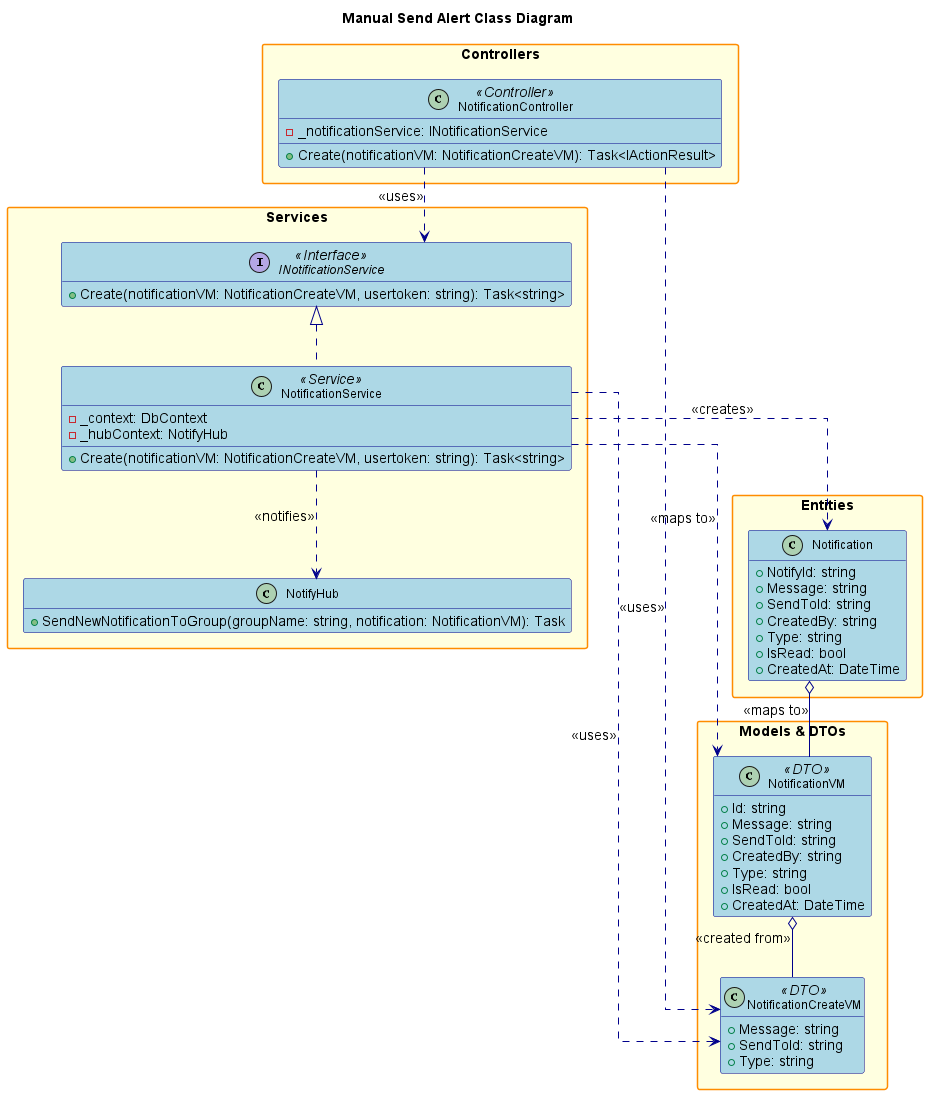 Manual Send Alert Class Diagram
Controllers
C
«Controller»
NotificationController
_notificationService: INotificationService
Create(notificationVM: NotificationCreateVM): Task<IActionResult>
«uses»
Services
I
«Interface»
INotificationService
Create(notificationVM: NotificationCreateVM, usertoken: string): Task<string>
C
«Service»
NotificationService
_context: DbContext
_hubContext: NotifyHub
Create(notificationVM: NotificationCreateVM, usertoken: string): Task<string>
«creates»
«notifies»
«maps to»
C
NotifyHub
SendNewNotificationToGroup(groupName: string, notification: NotificationVM): Task
«uses»
«uses»
Entities
C
Notification
NotifyId: string
Message: string
SendToId: string
CreatedBy: string
Type: string
IsRead: bool
CreatedAt: DateTime
«maps to»
Models & DTOs
C
«DTO»
NotificationVM
Id: string
Message: string
SendToId: string
CreatedBy: string
Type: string
IsRead: bool
CreatedAt: DateTime
«created from»
C
«DTO»
NotificationCreateVM
Message: string
SendToId: string
Type: string